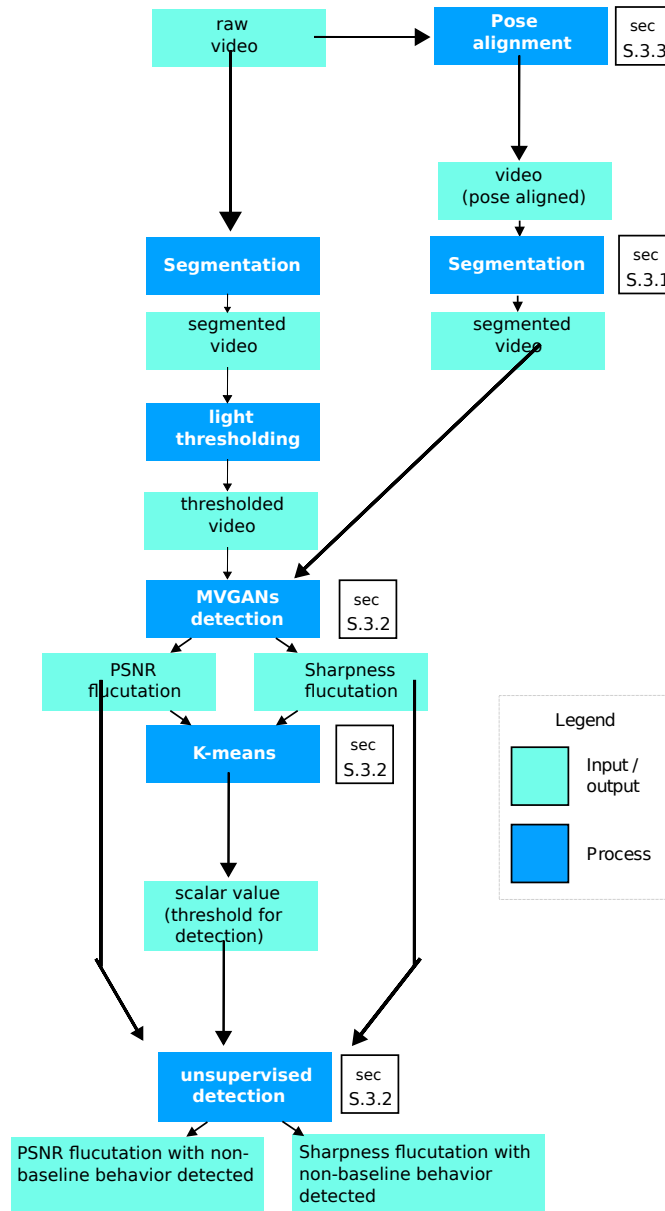 raw
video
Pose
alignment
sec
S.3.3
video
(pose aligned)
Segmentation
Segmentation
sec
S.3.1
segmented
video
segmented
video
light
thresholding
thresholded
video
MVGANs
detection
sec
S.3.2
PSNR
flucutation
Sharpness
flucutation
K-means
sec
S.3.2
Legend
Input /
output
Process
scalar value
(threshold for
detection)
unsupervised
detection
sec
S.3.2
PSNR flucutation with non-
baseline behavior detected
Sharpness flucutation with
non-baseline behavior
detected